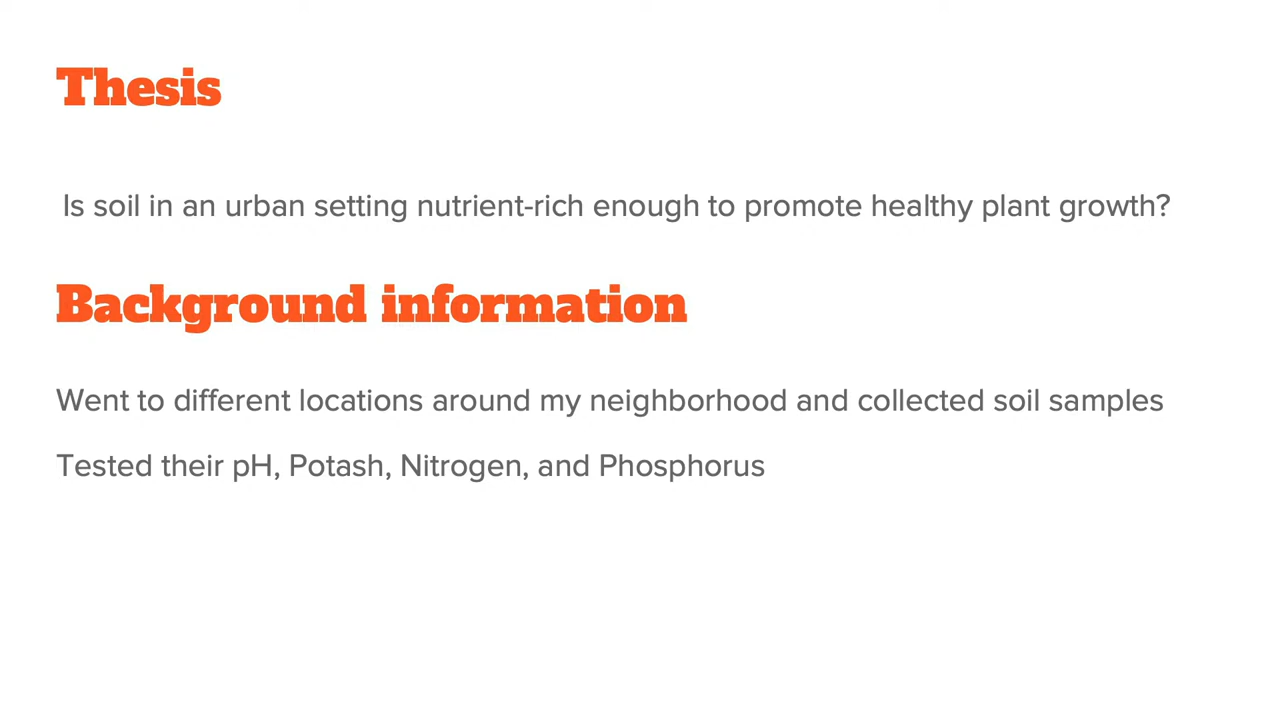 Thesis
Is soil in an urban setting nutrient-rich enough to promote healthy plant growth?
Background information
Went to different locations around my neighborhood and collected soil samples
Tested their pH, Potash, Nitrogen, and Phosphorus